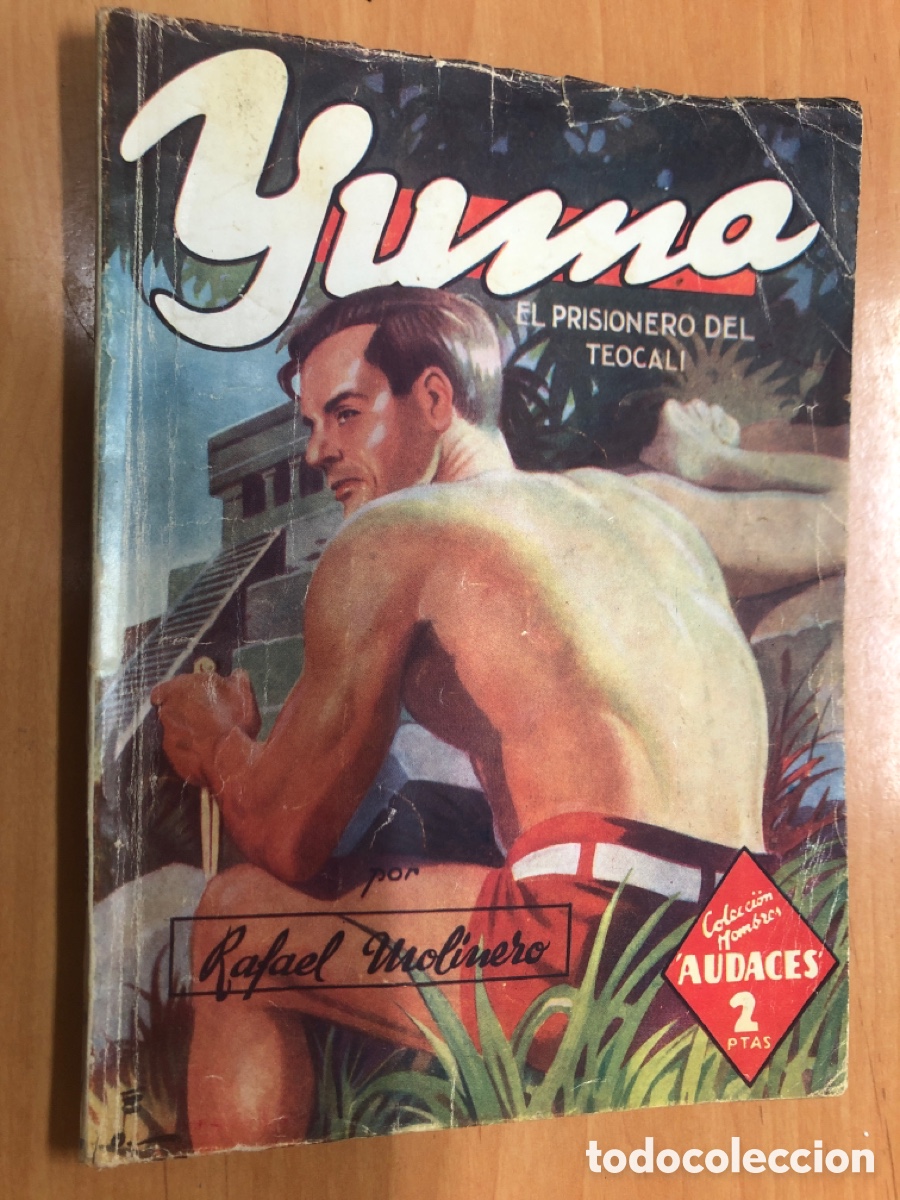 Yuma
EL PRISIONERO DEL
TEOCALI
por
Rafael Molinero
Colección
Hombres
"AUDACES"
2
PTAS
todocoleccion